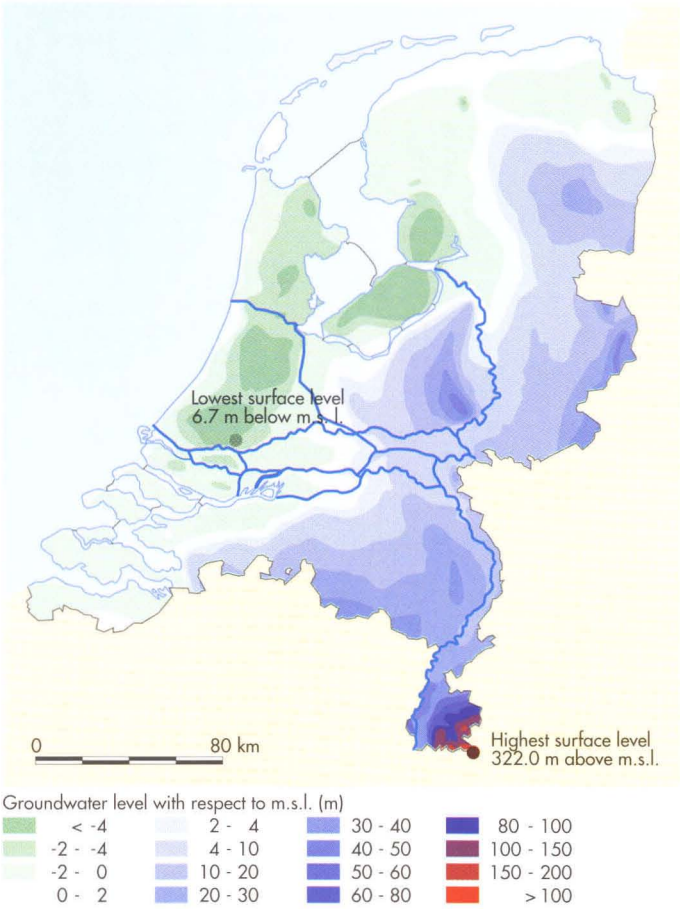 Lowest surface level
6.7 m below m.s.l.
0 80 km
Highest surface level
322.0 m above m.s.l.
Groundwater level with respect to m.s.l. (m)
< -4 2 - 4 30 - 40 80 - 100
-2 - -4 4 - 10 40 - 50 100 - 150
-2 - 0 10 - 20 50 - 60 150 - 200
0 - 2 20 - 30 60 - 80 > 100